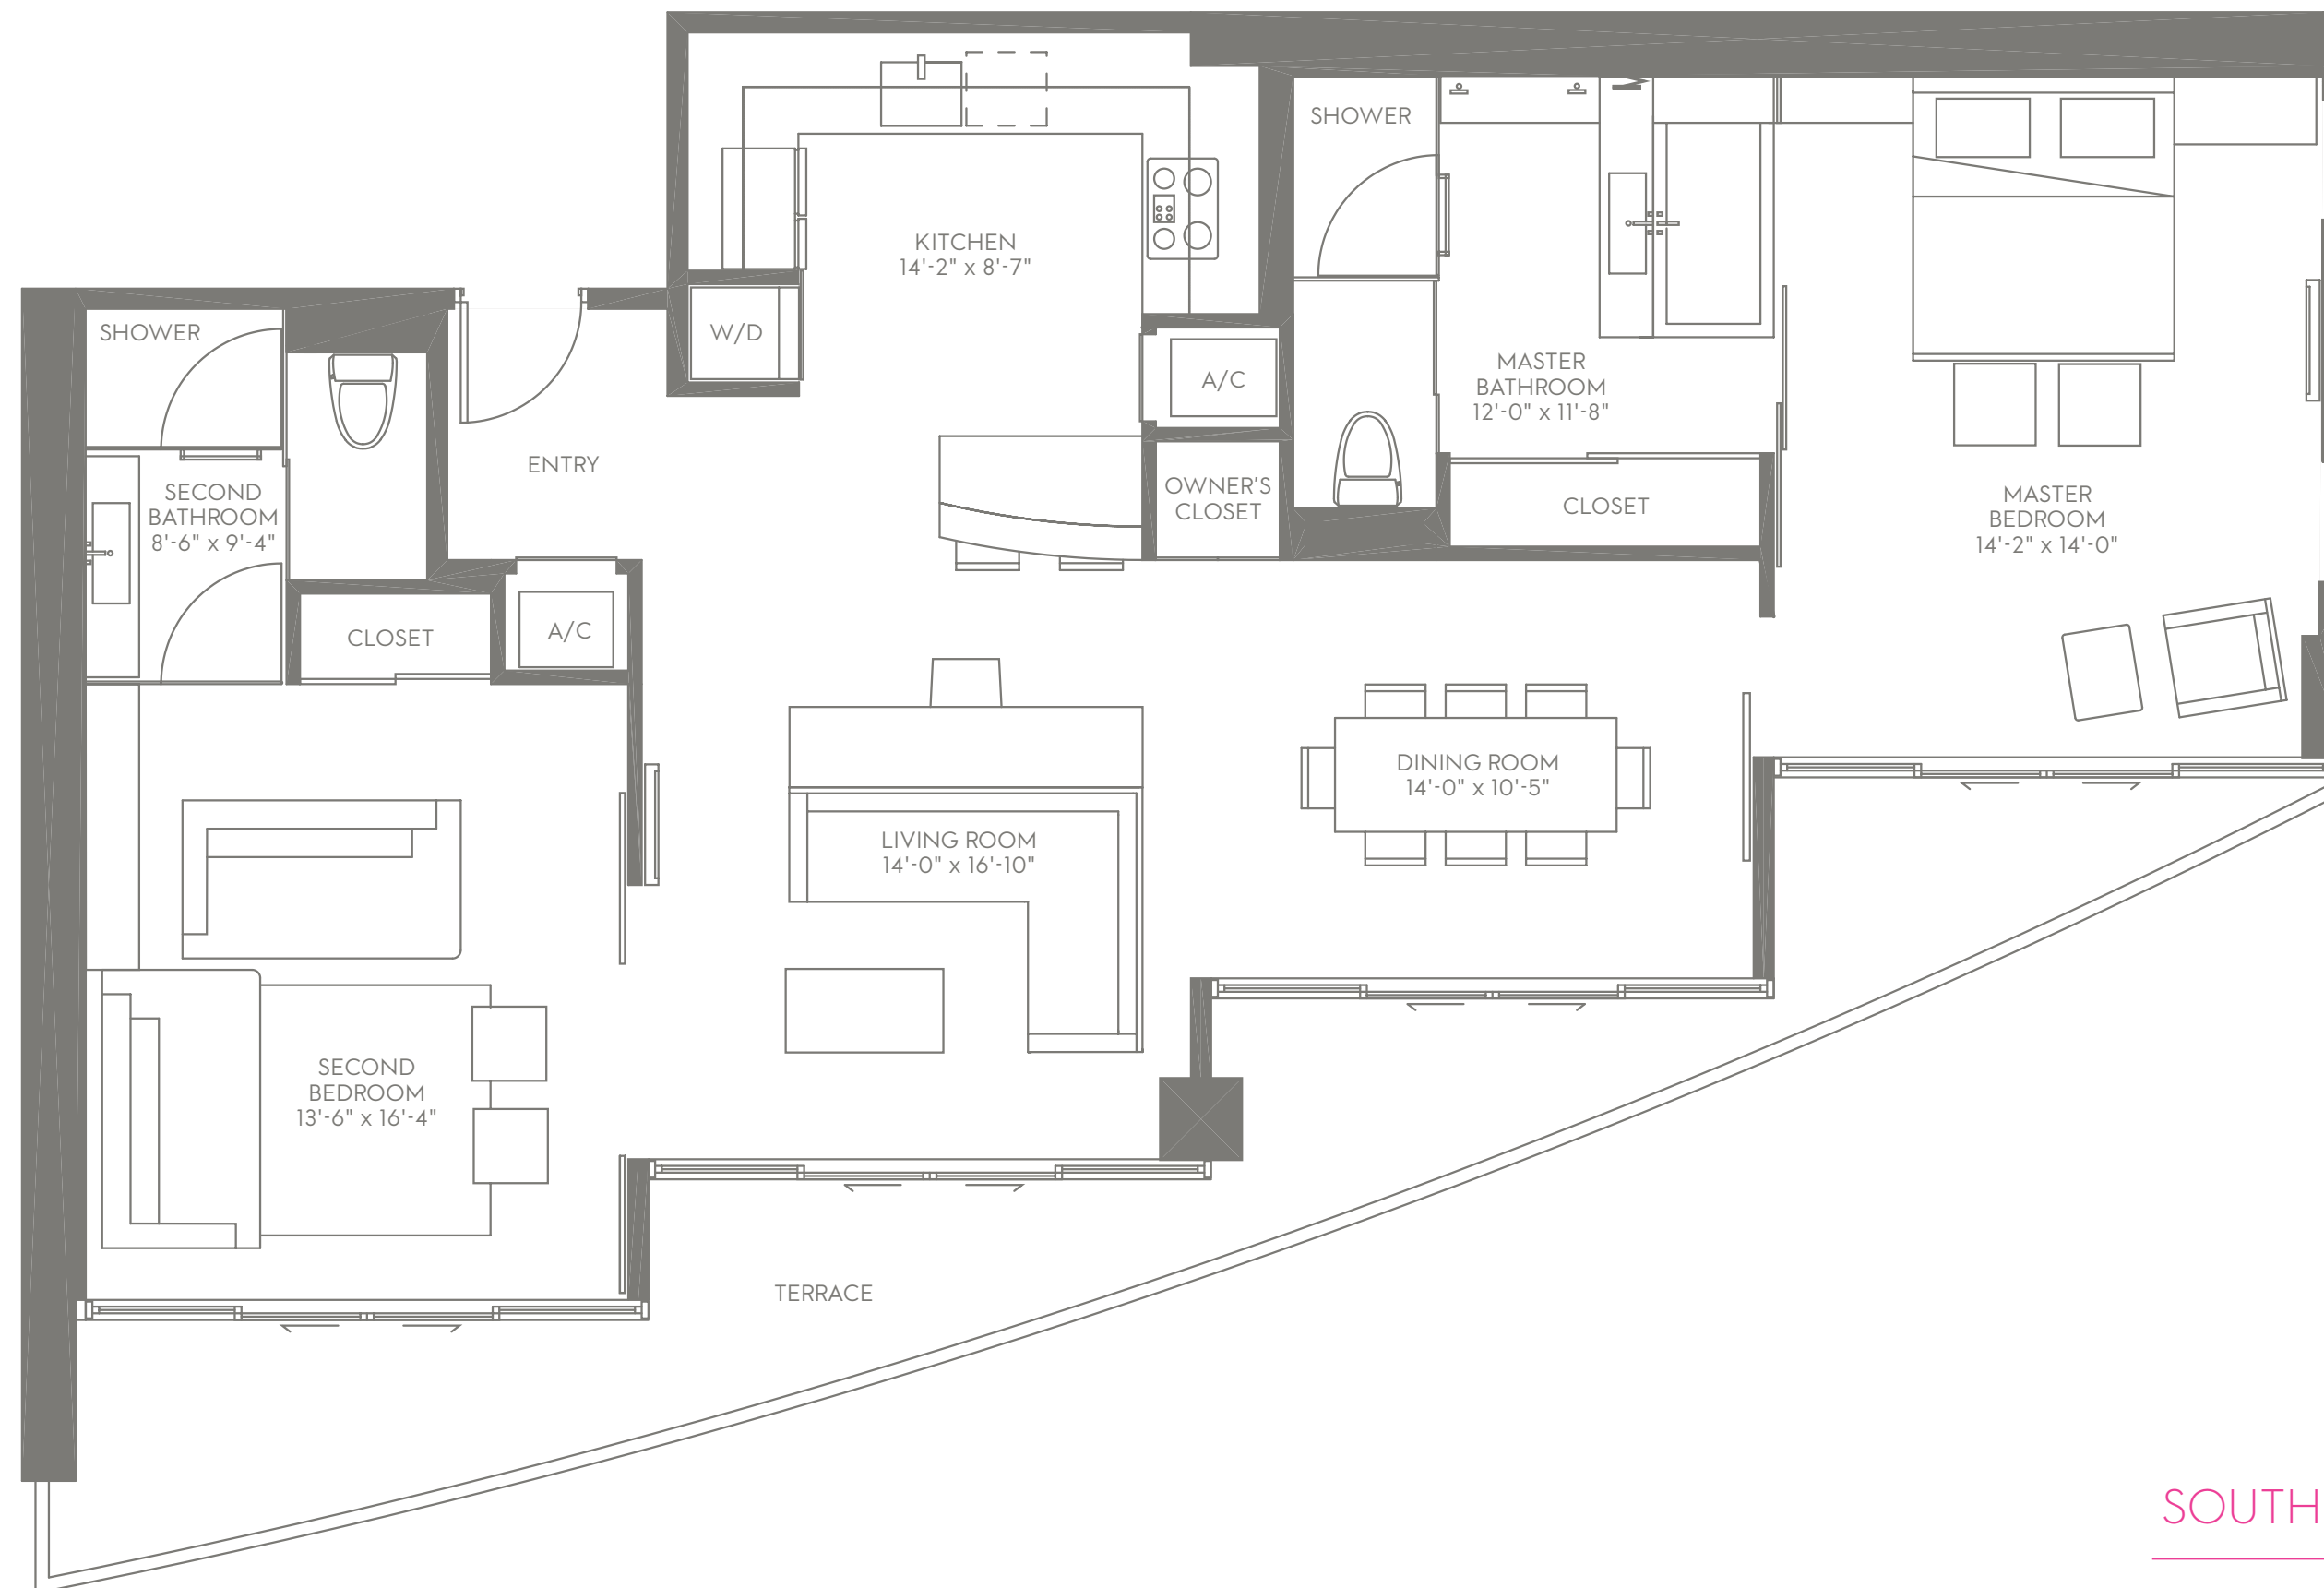 SHOWER
KITCHEN
14'-2" x 8'-7"
SHOWER
W/D
A/C
MASTER
BATHROOM
12'-0" x 11'-8"
ENTRY
SECOND
BATHROOM
8'-6" x 9'-4"
OWNER'S
CLOSET
CLOSET
MASTER
BEDROOM
14'-2" x 14'-0"
CLOSET
A/C
DINING ROOM
14'-0" x 10'-5"
LIVING ROOM
14'-0" x 16'-10"
SECOND
BEDROOM
13'-6" x 16'-4"
TERRACE
SOUTH